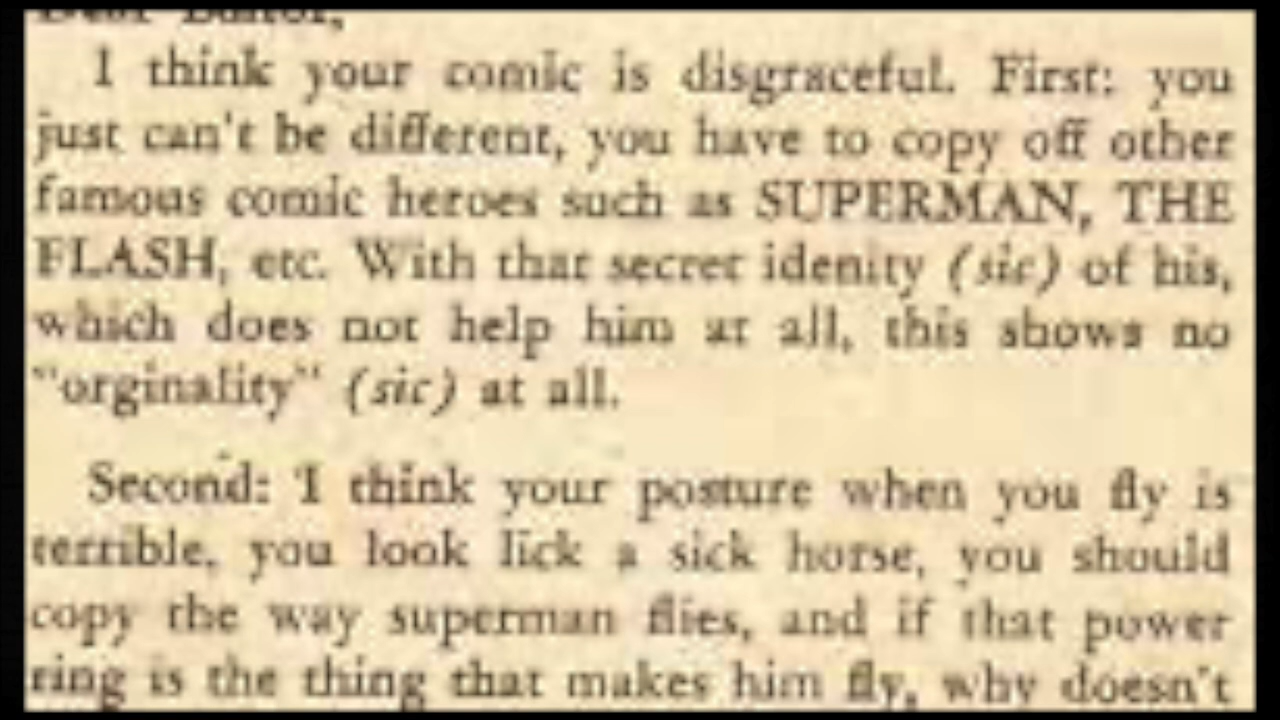 Dear Editor,
I think your comic is disgraceful. First: you
just can't be different, you have to copy off other
famous comic heroes such as SUPERMAN, THE
FLASH, etc. With that secret idenity (sic) of his,
which does not help him at all, this shows no
"orginality" (sic) at all.
Second: I think your posture when you fly is
terrible, you look lick a sick horse, you should
copy the way superman flies, and if that power
ring is the thing that makes him fly, why doesn't